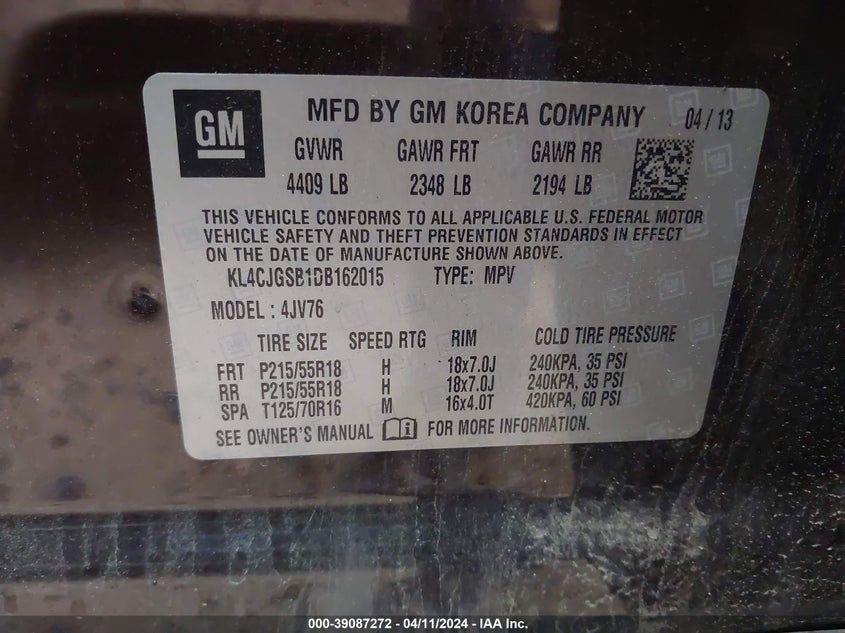 GM
MFD BY GM KOREA COMPANY 04/13
GVWR GAWR FRT GAWR RR
4409 LB 2348 LB 2194 LB
THIS VEHICLE CONFORMS TO ALL APPLICABLE U.S. FEDERAL MOTOR
VEHICLE SAFETY AND THEFT PREVENTION STANDARDS IN EFFECT
ON THE DATE OF MANUFACTURE SHOWN ABOVE.
KL4CJGSB1DB162015 TYPE: MPV
MODEL: 4JV76
TIRE SIZE SPEED RTG RIM COLD TIRE PRESSURE
FRT P215/55R18 H 18x7.0J 240KPA, 35 PSI
RR P215/55R18 H 18x7.0J 240KPA, 35 PSI
SPA T125/70R16 M 16x4.0T 420KPA, 60 PSI
SEE OWNER'S MANUAL FOR MORE INFORMATION.
000-39087272 - 04/11/2024 - IAA Inc.